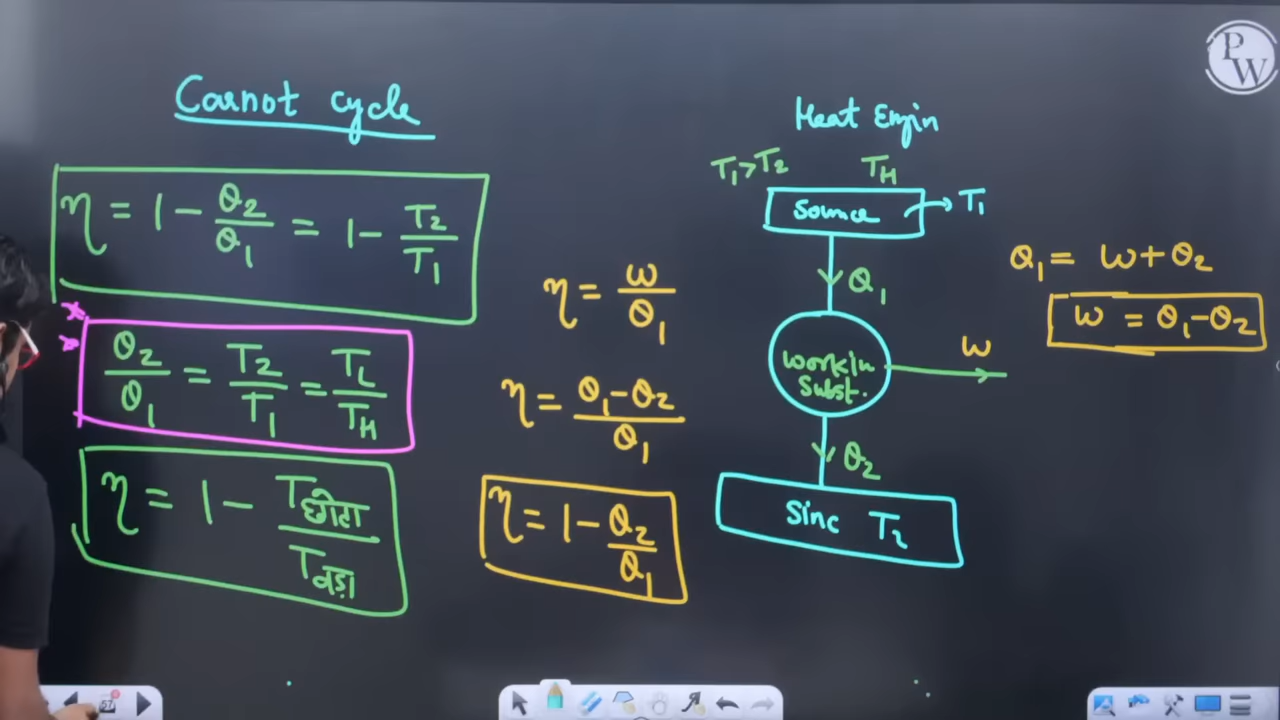 PW
Carnot cycle
η = 1 - Q2/Q1 = 1 - T2/T1
Q2/Q1 = T2/T1 = TL/TH
η = 1 - Tछोटा/Tबड़ा
η = W/Q1
η = Q1-Q2/Q1
η = 1 - Q2/Q1
Heat Engin
T1>T2
TH
Source → T1
Q1
Workin
Subst.
W
Q2
Sinc T2
Q1 = W+Q2
W = Q1-Q2